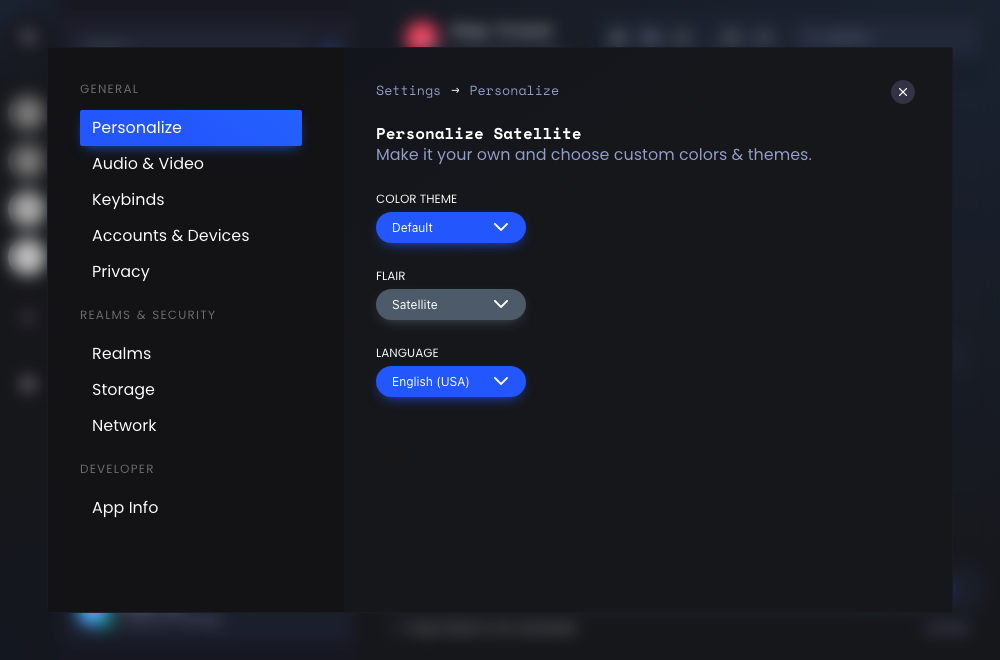 GENERAL
Personalize
Audio & Video
Keybinds
Accounts & Devices
Privacy
REALMS & SECURITY
Realms
Storage
Network
DEVELOPER
App Info
Settings → Personalize
Personalize Satellite
Make it your own and choose custom colors & themes.
COLOR THEME
Default
FLAIR
Satellite
LANGUAGE
English (USA)